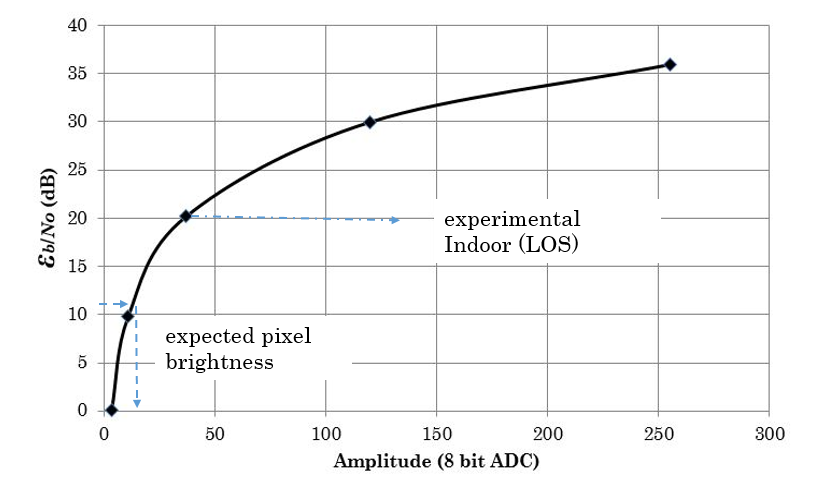 40
35
30
25
20
15
10
5
0
Ɛb/No (dB)
experimental
Indoor (LOS)
expected pixel
brightness
0 50 100 150 200 250 300
Amplitude (8 bit ADC)